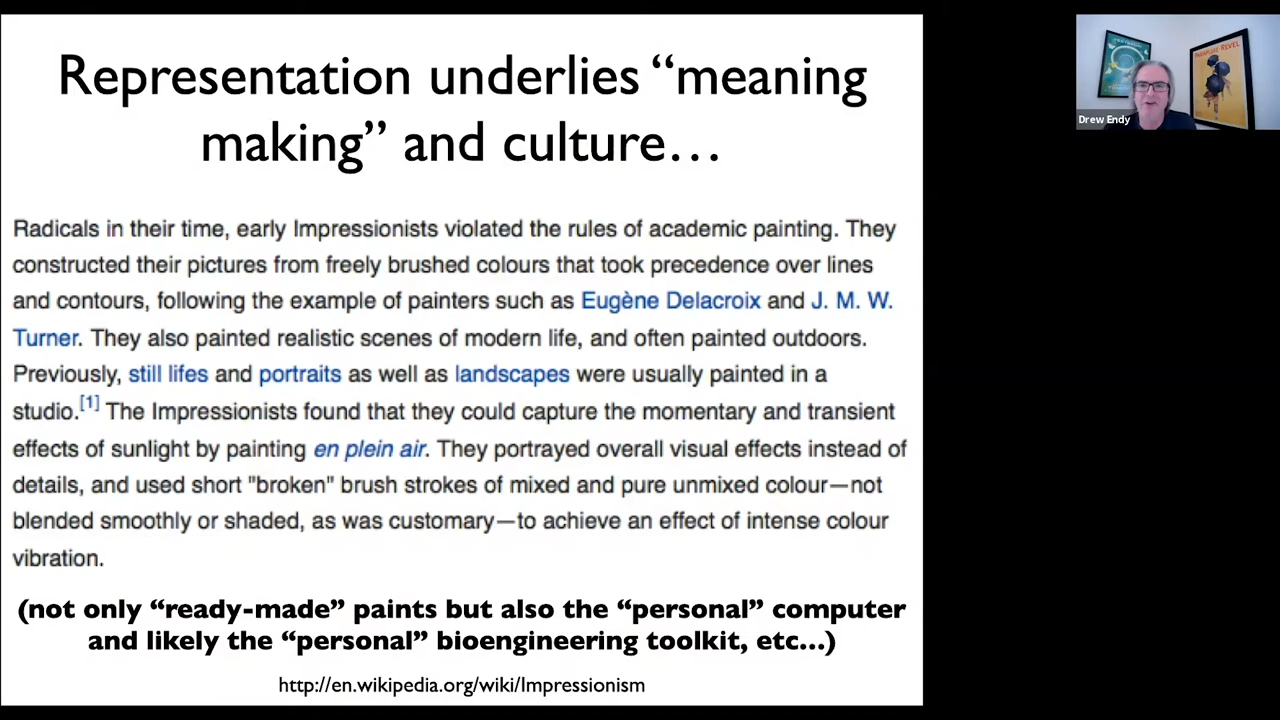 Representation underlies “meaning
making” and culture…
Radicals in their time, early Impressionists violated the rules of academic painting. They
constructed their pictures from freely brushed colours that took precedence over lines
and contours, following the example of painters such as Eugène Delacroix and J. M. W.
Turner. They also painted realistic scenes of modern life, and often painted outdoors.
Previously, still lifes and portraits as well as landscapes were usually painted in a
studio.[1] The Impressionists found that they could capture the momentary and transient
effects of sunlight by painting en plein air. They portrayed overall visual effects instead of
details, and used short "broken" brush strokes of mixed and pure unmixed colour—not
blended smoothly or shaded, as was customary—to achieve an effect of intense colour
vibration.
(not only “ready-made” paints but also the “personal” computer
and likely the “personal” bioengineering toolkit, etc…)
http://en.wikipedia.org/wiki/Impressionism
Drew Endy